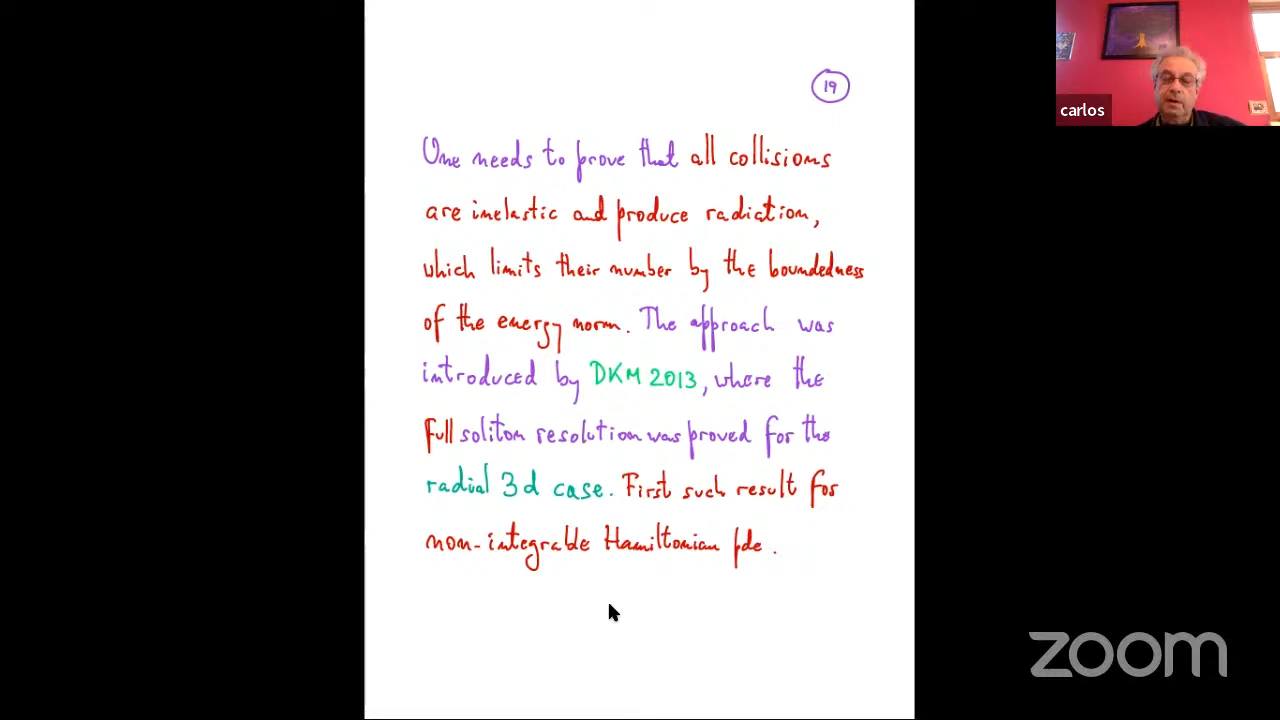 19
carlos
One needs to prove that all collisions
are inelastic and produce radiation,
which limits their number by the boundedness
of the energy norm. The approach was
introduced by DKM 2013, where the
full soliton resolution was proved for the
radial 3d case. First such result for
non-integrable Hamiltonian pde.
zoom